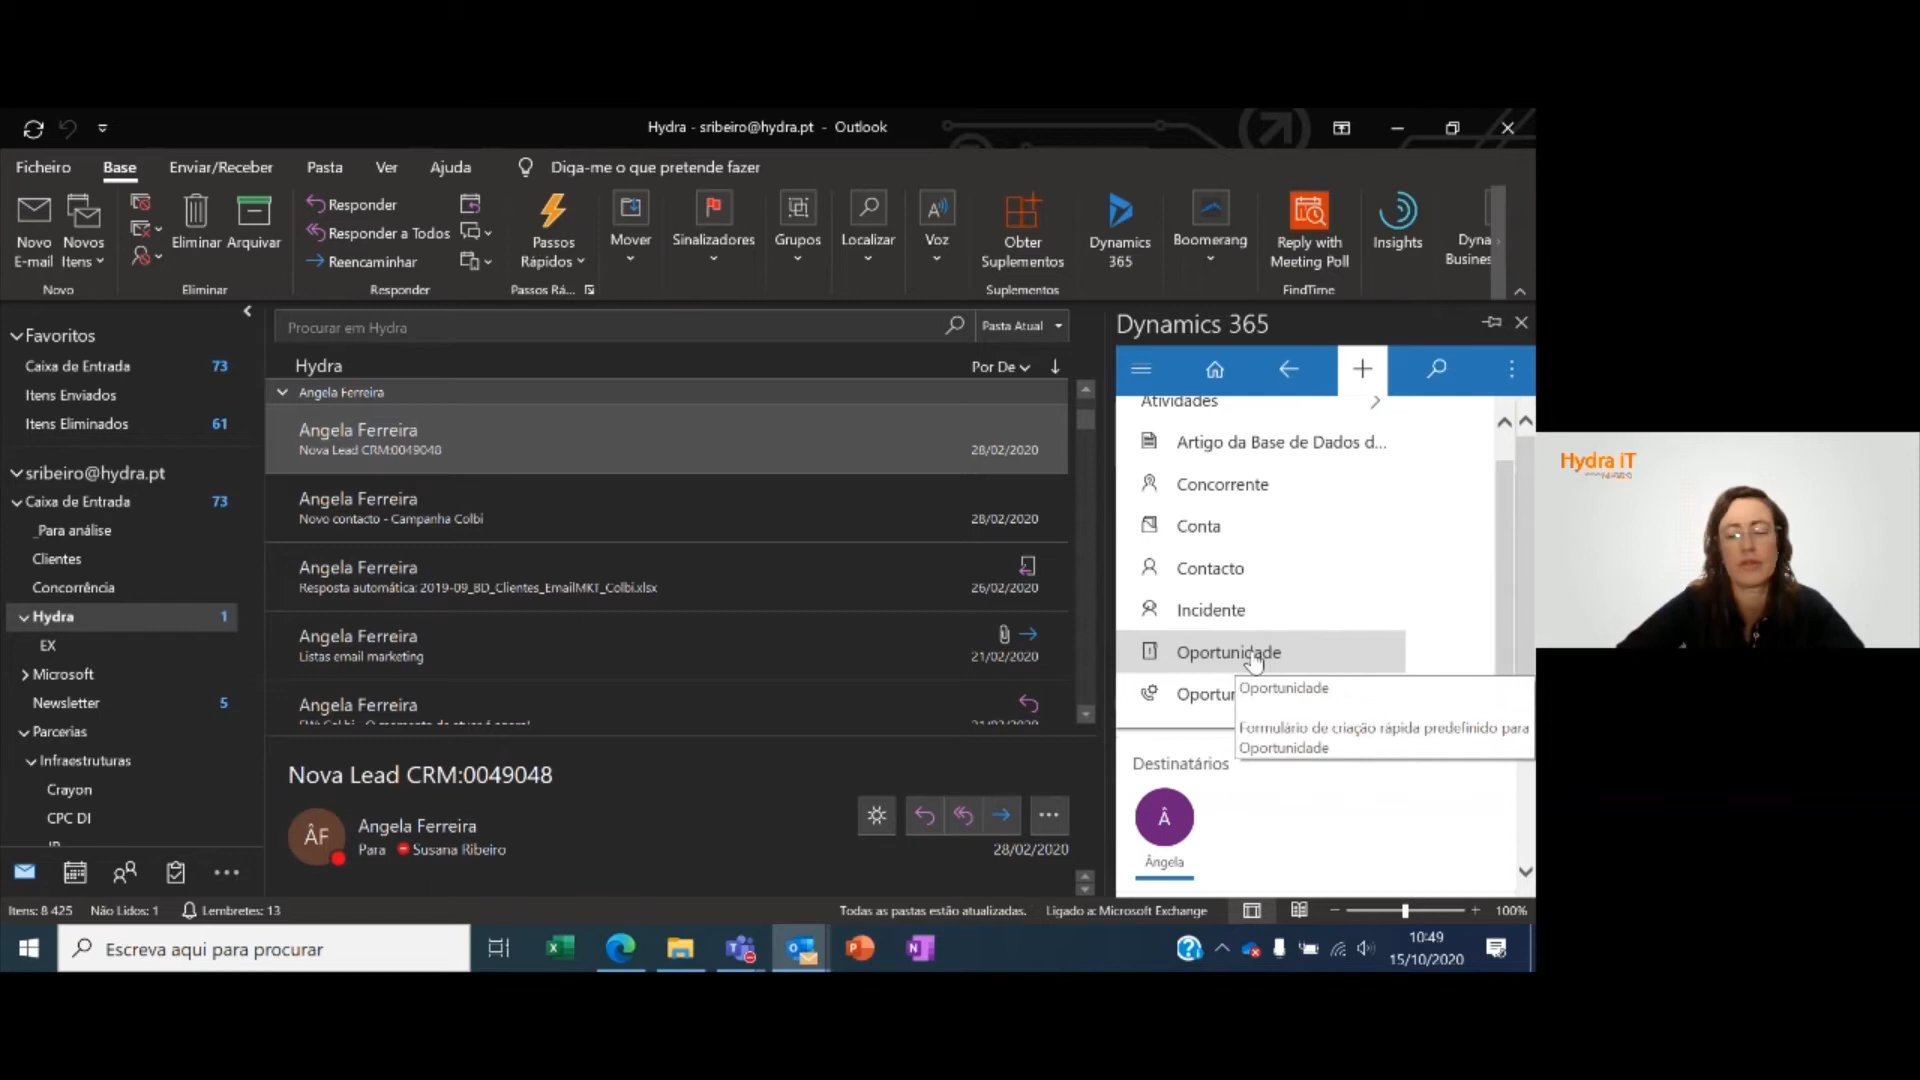 Hydra - sribeiro@hydra.pt - Outlook
Ficheiro Base Enviar/Receber Pasta Ver Ajuda Diga-me o que pretende fazer
Novo E-mail
Novos Itens
Novo
Eliminar
Arquivar
Eliminar
Responder
Responder a Todos
Reencaminhar
Responder
Passos Rápidos
Passos Rá...
Mover
Sinalizadores
Grupos
Localizar
Voz
Obter Suplementos
Suplementos
Dynamics 365
Boomerang
Reply with Meeting Poll
FindTime
Insights
Dyna
Business
Favoritos
Caixa de Entrada 73
Itens Enviados
Itens Eliminados 61
sribeiro@hydra.pt
Caixa de Entrada 73
_Para análise
Clientes
Concorrência
Hydra 1
EX
Microsoft
Newsletter 5
Parcerias
Infraestruturas
Crayon
CPC DI
Procurar em Hydra
Pasta Atual
Hydra
Por De
Angela Ferreira
Angela Ferreira
Nova Lead CRM:0049048 28/02/2020
Angela Ferreira
Novo contacto - Campanha Colbi 28/02/2020
Angela Ferreira
Resposta automática: 2019-09_BD_Clientes_EmailMKT_Colbi.xlsx 26/02/2020
Angela Ferreira
Listas email marketing 21/02/2020
Angela Ferreira
Nova Lead CRM:0049048
ÂF
Angela Ferreira
Para Susana Ribeiro
28/02/2020
Dynamics 365
Atividades
Artigo da Base de Dados d...
Concorrente
Conta
Contacto
Incidente
Oportunidade
Oportun
Oportunidade
Formulário de criação rápida predefinido para
Oportunidade
Destinatários
Â
Ângela
Hydra iT
Itens: 8 425 Não Lidos: 1 Lembretes: 13
Todas as pastas estão atualizadas. Ligado a: Microsoft Exchange 100%
Escreva aqui para procurar
10:49
15/10/2020